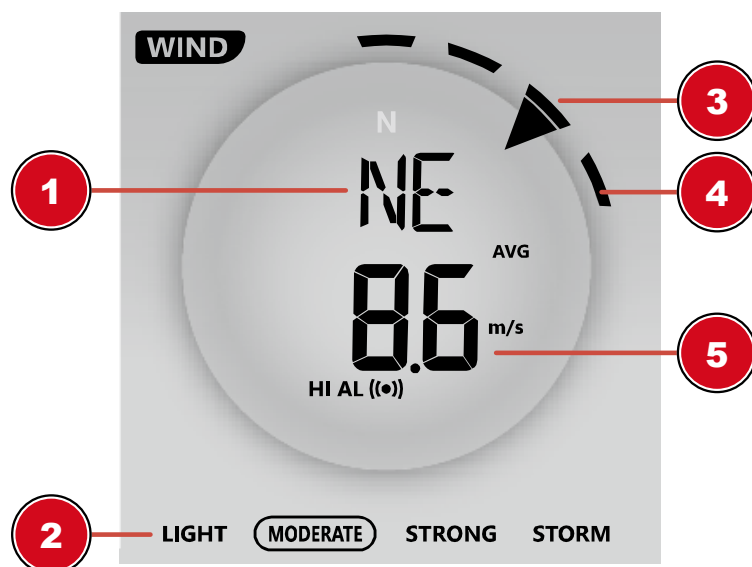 WIND
3
N
1
NE
4
AVG
8.6
m/s
5
HI AL
2
LIGHT MODERATE STRONG STORM